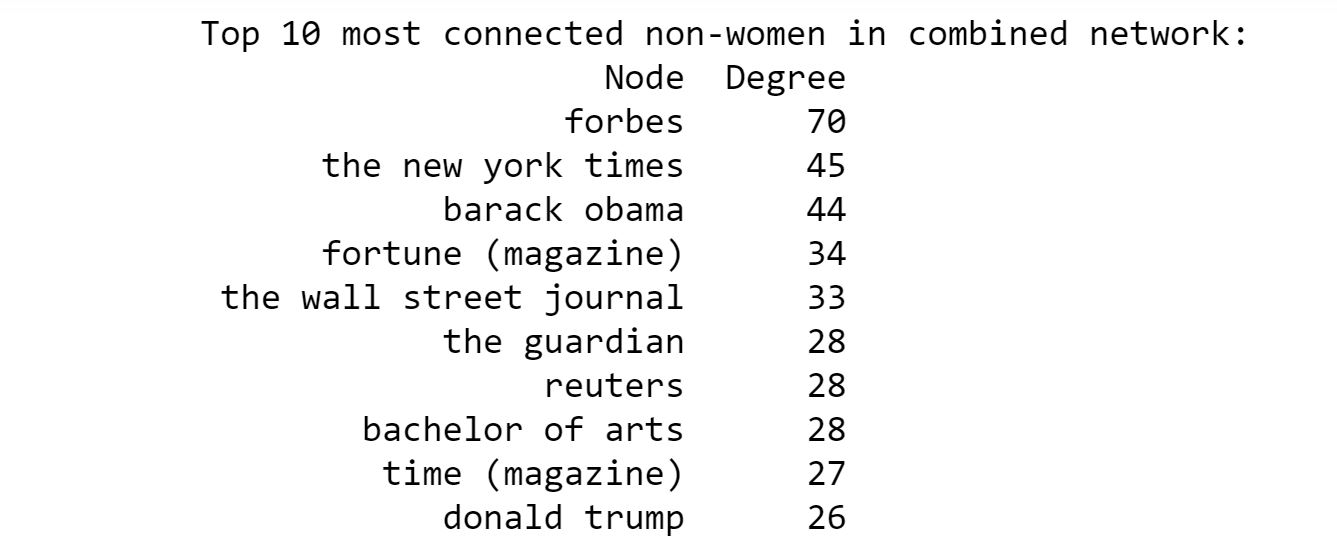 Top 10 most connected non-women in combined network:
Node Degree
forbes 70
the new york times 45
barack obama 44
fortune (magazine) 34
the wall street journal 33
the guardian 28
reuters 28
bachelor of arts 28
time (magazine) 27
donald trump 26